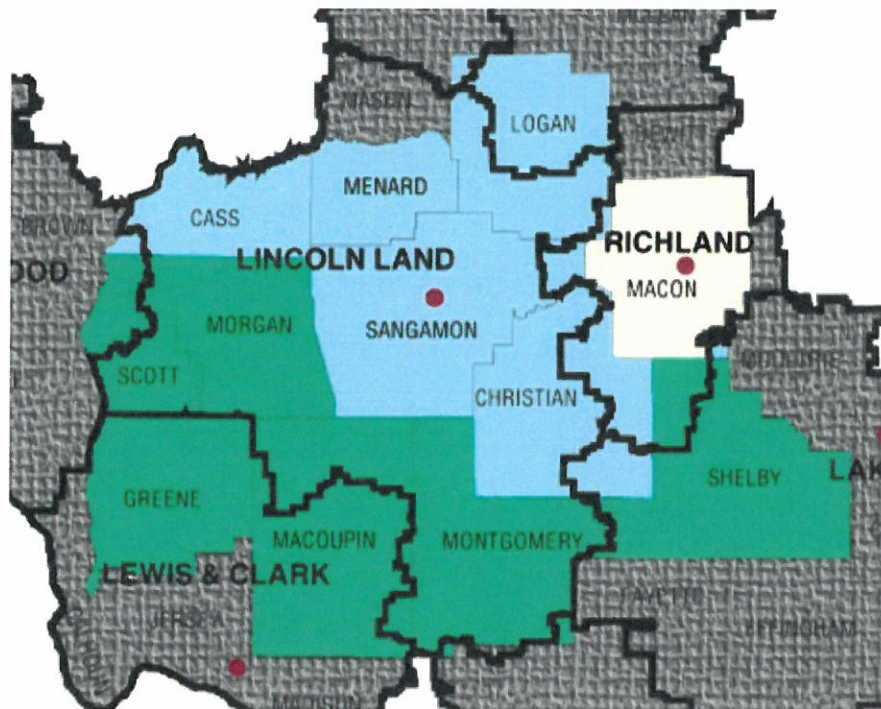 MASON
LOGAN
DEWITT
MENARD
CASS
BROWN
LINCOLN LAND
RICHLAND
OOD
MACON
MORGAN
SANGAMON
SCOTT
CHRISTIAN
MOULTRIE
SHELBY
LAK
GREENE
MACOUPIN
MONTGOMERY
LEWIS & CLARK
FAYETTE
JERSEY
EFFINGHAM
CALHOUN
MADISON